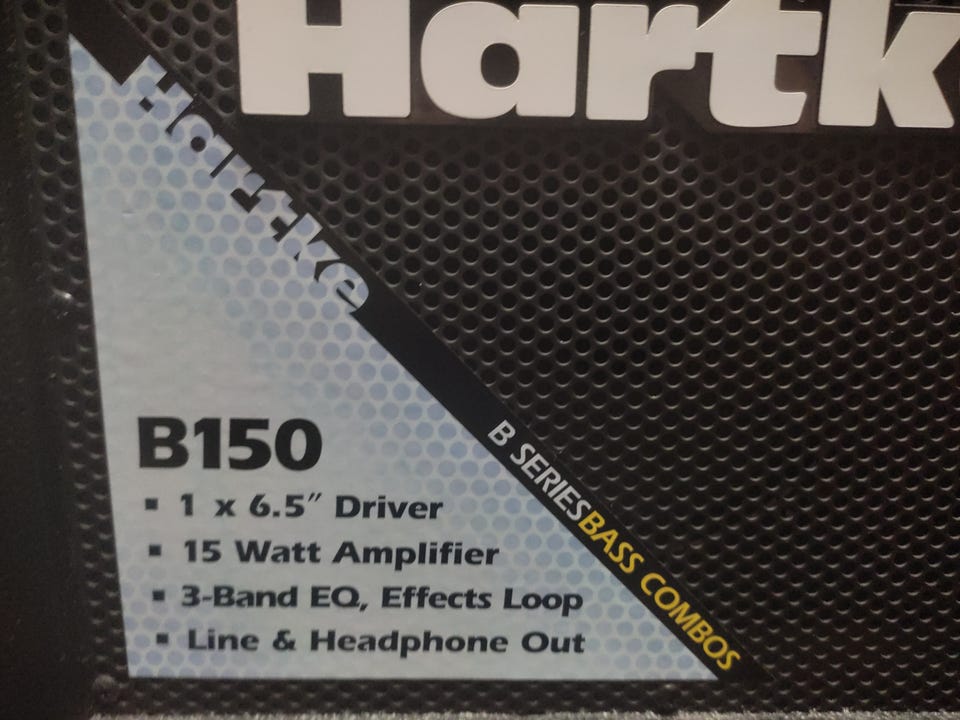 Hartk
Hartke
B150
▪ 1 x 6.5" Driver
▪ 15 Watt Amplifier
▪ 3-Band EQ, Effects Loop
▪ Line & Headphone Out
B SERIES BASS COMBOS